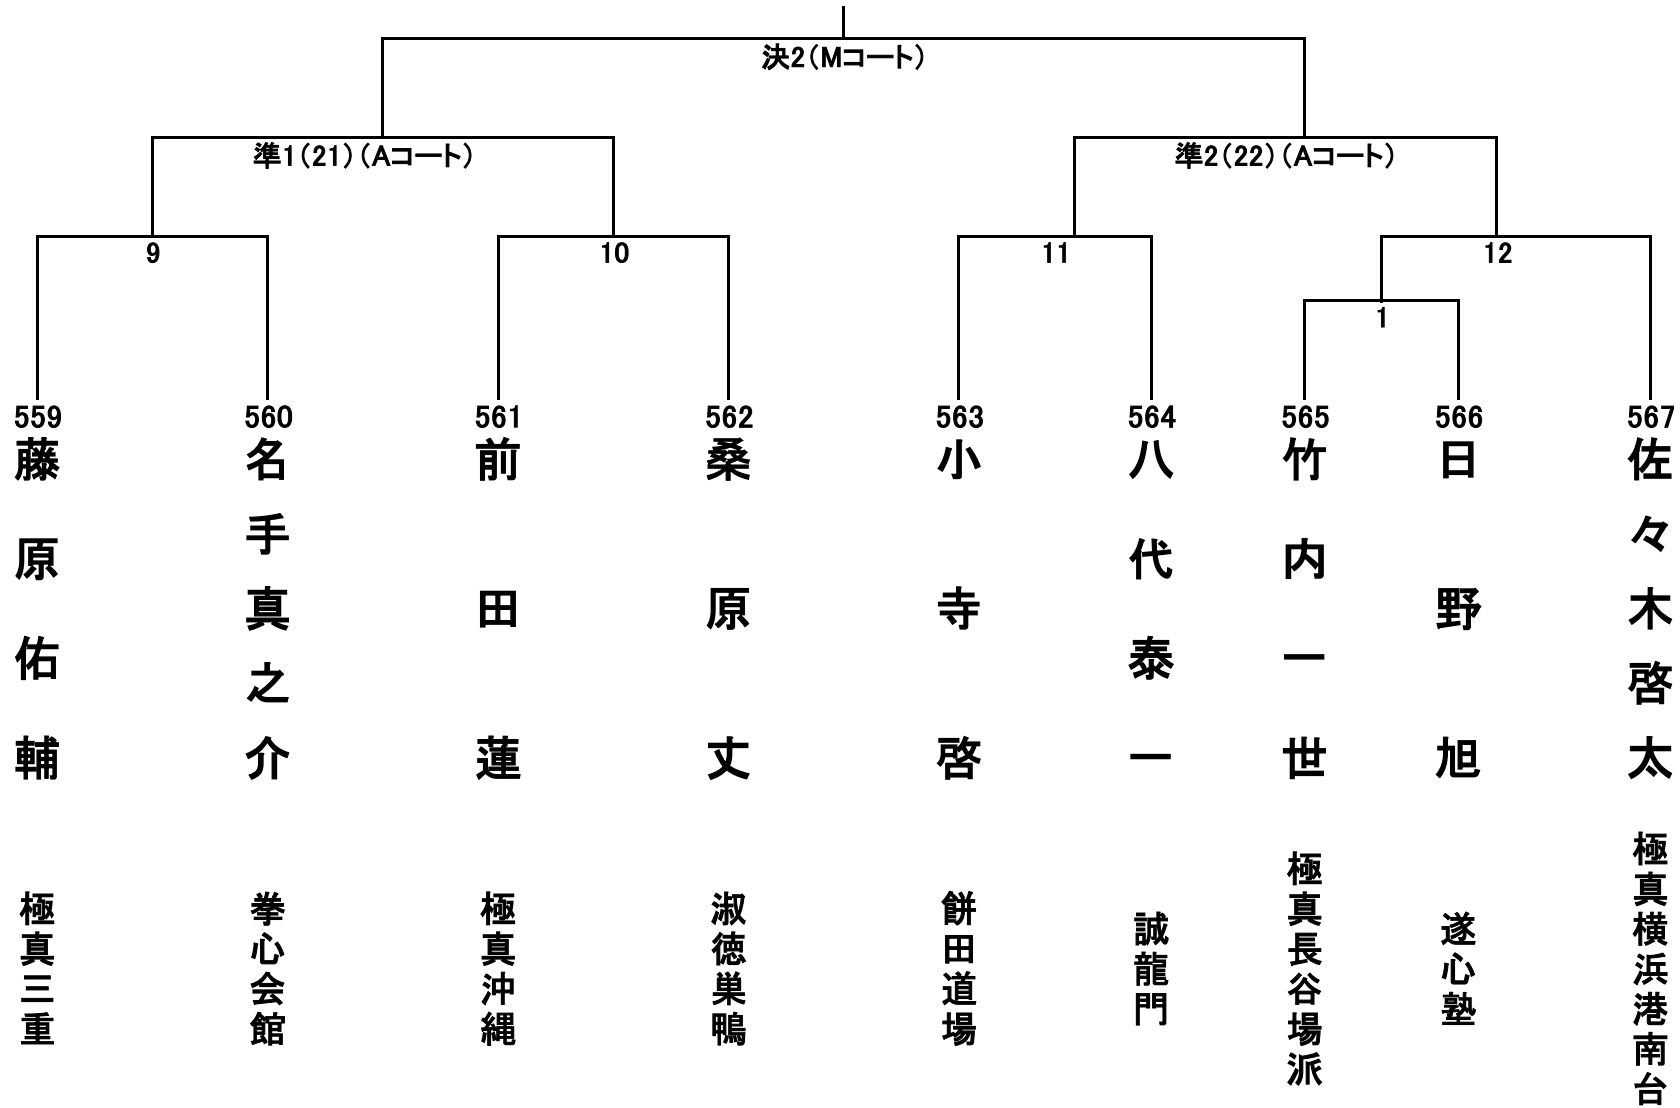 決2（Mコート）
準1（21）（Aコート）
準2（22）（Aコート）
9
10
11
12
1
559
藤原佑輔
極真三重
560
名手真之介
拳心会館
561
前田蓮
極真沖縄
562
桑原丈
淑徳巣鴨
563
小寺啓
餅田道場
564
八代泰一
誠龍門
565
竹内一世
極真長谷場派
566
日野旭
遂心塾
567
佐々木啓太
極真横浜港南台